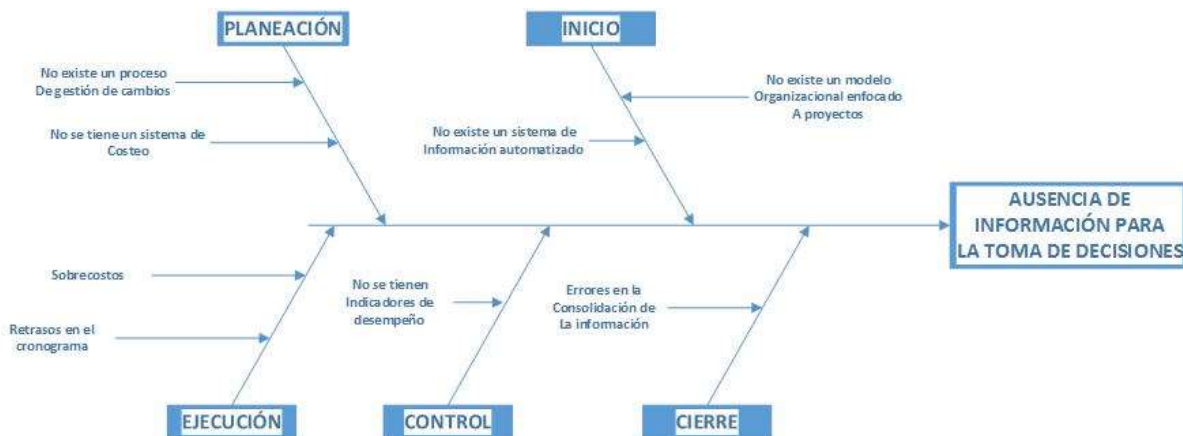 PLANEACIÓN
INICIO
No existe un proceso
De gestión de cambios
No existe un modelo
Organizacional enfocado
A proyectos
No se tiene un sistema de
Costeo
No existe un sistema de
Información automatizado
AUSENCIA DE
INFORMACIÓN PARA
LA TOMA DE DECISIONES
Sobrecostos
No se tienen
Indicadores de
desempeño
Errores en la
Consolidación de
La información
Retrasos en el
cronograma
EJECUCIÓN
CONTROL
CIERRE